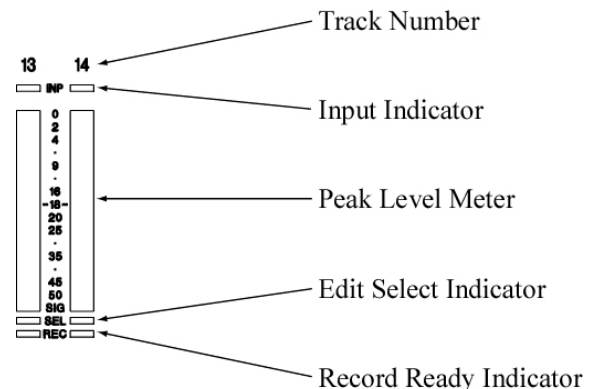 Track Number
13 14
INP
Input Indicator
0
2
4
.
9
.
16
-18-
20
25
.
35
.
45
50
SIG
SEL
REC
Peak Level Meter
Edit Select Indicator
Record Ready Indicator